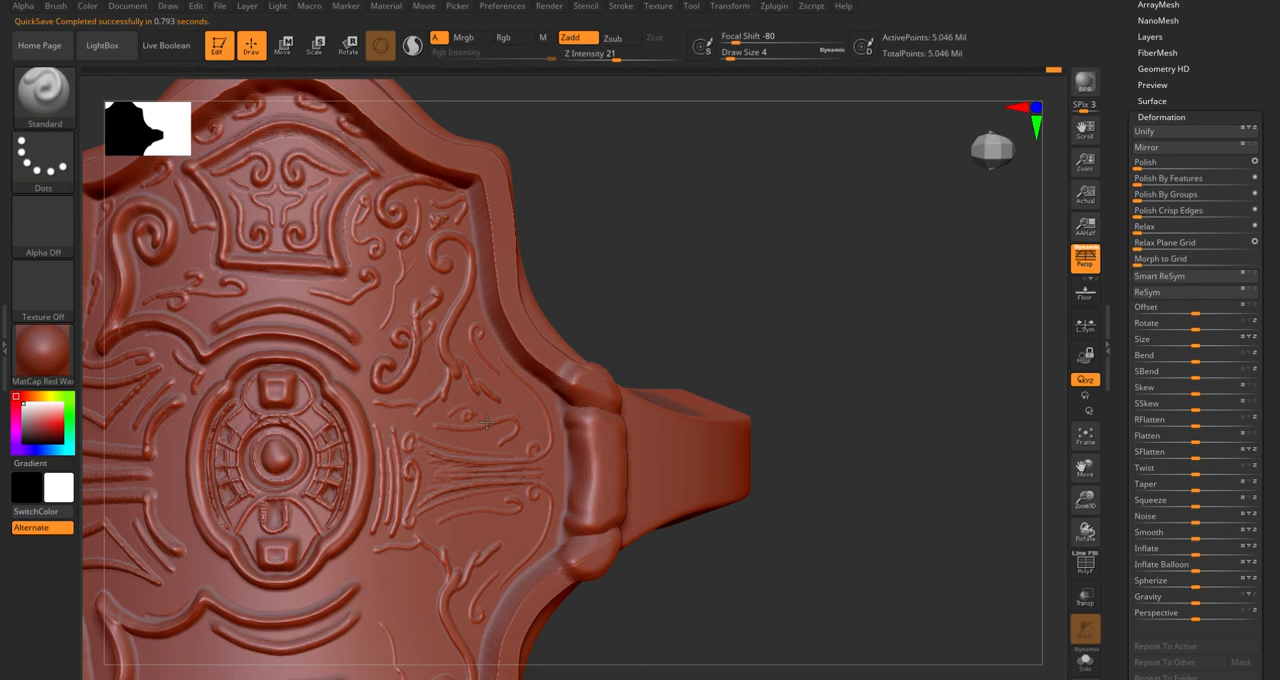 Alpha Brush Color Document Draw Edit File Layer Light Macro Marker Material Movie Picker Preferences Render Stencil Stroke Texture Tool Transform Zplugin Zscript Help
QuickSave Completed successfully in 0.793 seconds.
Home Page LightBox Live Boolean Edit Draw Move Scale Rotate
A Mrgb Rgb M Zadd Zsub Zcut
Rgb Intensity Z Intensity 21
S Focal Shift -80
Draw Size 4 Dynamic
D ActivePoints: 5.046 Mil
TotalPoints: 5.046 Mil
Standard
Dots
Alpha Off
Texture Off
MatCap Red Wa
Gradient
SwitchColor
Alternate
BPR
SPix 3
Scroll
Zoom
Actual
AAHalf
Dynamic
Persp
Floor
L.Sym
XYZ
Frame
Move
Zoom3D
Rotate
Line Fill
PolyF
Transp
Dynamic
Solo
ArrayMesh
NanoMesh
Layers
FiberMesh
Geometry HD
Preview
Surface
Deformation
Unify
Mirror
Polish
Polish By Features
Polish By Groups
Polish Crisp Edges
Relax
Relax Plane Grid
Morph to Grid
Smart ReSym
ReSym
Offset
Rotate
Size
Bend
SBend
Skew
SSkew
RFlatten
Flatten
SFlatten
Twist
Taper
Squeeze
Noise
Smooth
Inflate
Inflate Balloon
Spherize
Gravity
Perspective
Repeat To Active
Repeat To Other Mask
Repeat To Folder